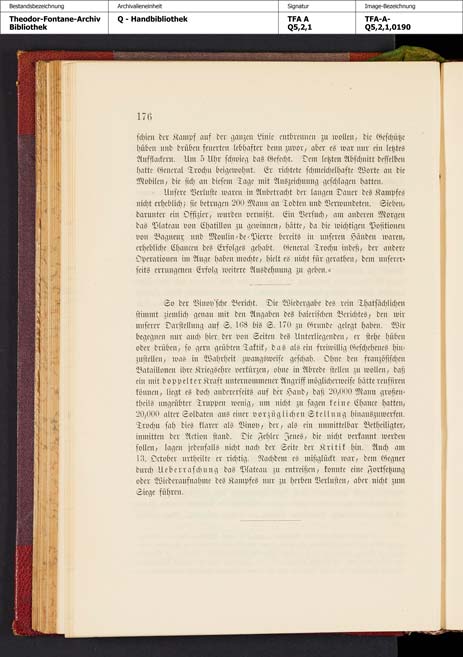 Bestandsbezeichnung
Archivalieneinheit
Signatur
Image-Bezeichnung
Theodor-Fontane-Archiv
Bibliothek
Q - Handbibliothek
TFA A
Q5,2,1
TFA-A-
Q5,2,1,0190
176
ſchien der Kampf auf der ganzen Linie entbrennen zu wollen, die Geſchütze
hüben und drüben feuerten lebhafter denn zuvor, aber es war nur ein letztes
Aufflackern. Um 5 Uhr ſchwieg das Gefecht. Dem letzten Abſchnitt deſſelben
hatte General Trochu beigewohnt. Er richtete ſchmeichelhafte Worte an die
Mobilen, die ſich an dieſem Tage mit Auszeichnung geſchlagen hatten.
Unſere Verluſte waren in Anbetracht der langen Dauer des Kampfes
nicht erheblich; ſie betrugen 200 Mann an Todten und Verwundeten. Sieben,
darunter ein Offizier, wurden vermißt. Ein Verſuch, am anderen Morgen
das Plateau von Chatillon zu gewinnen, hätte, da die wichtigen Poſitionen
von Bagneux und Moulin-de-Pierre bereits in unſeren Händen waren,
erhebliche Chancen des Erfolges gehabt. General Trochu indeß, der andere
Operationen im Auge haben mochte, hielt es nicht für gerathen, dem unſerer-
ſeits errungenen Erfolg weitere Ausdehnung zu geben.«
So der Vinoy'ſche Bericht. Die Wiedergabe des rein Thatſächlichen
ſtimmt ziemlich genau mit den Angaben des baieriſchen Berichts, den wir
unſerer Darſtellung auf S. 168 bis S. 170 zu Grunde gelegt haben. Wir
begegnen nur auch hier der von Seiten des Unterliegenden, er ſtehe hüben
oder drüben, ſo gern geübten Taktik, das als ein freiwillig Geſchehenes hin-
zuſtellen, was in Wahrheit zwangsweiſe geſchah. Ohne den franzöſiſchen
Bataillonen ihre Kriegsehre verkürzen, ohne in Abrede ſtellen zu wollen, daß
ein mit doppelter Kraft unternommener Angriff möglicherweiſe hätte reuſſiren
können, liegt es doch andererſeits auf der Hand, daß 20,000 Mann großen-
theils ungeübter Truppen wenig, um nicht zu ſagen keine Chance hatten,
20,000 alter Soldaten aus einer vorzüglichen Stellung hinauszuwerfen.
Trochu ſah dies klarer als Vinoy, der, als ein unmittelbar Betheiligter,
inmitten der Action ſtand. Die Fehler Jenes, die nicht verkannt werden
ſollen, lagen jedenfalls nicht nach der Seite der Kritik hin. Auch am
13. October urtheilte er richtig. Nachdem es mißglückt war, dem Gegner
durch Ueberraſchung das Plateau zu entreißen, konnte eine Fortſetzung
oder Wiederaufnahme des Kampfes nur zu herben Verluſten, aber nicht zum
Siege führen.